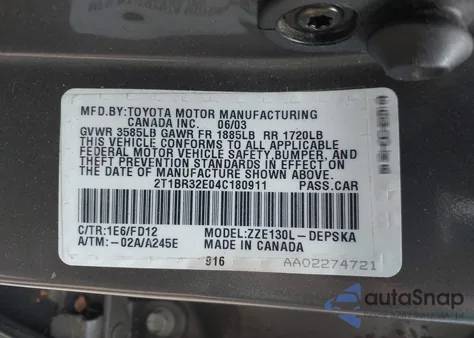 MFD.BY:TOYOTA MOTOR MANUFACTURING
CANADA INC. 06/03
GVWR 3585LB GAWR FR 1885LB RR 1720LB
THIS VEHICLE CONFORMS TO ALL APPLICABLE
FEDERAL MOTOR VEHICLE SAFETY,BUMPER, AND
THEFT PREVENTION STANDARDS IN EFFECT ON
THE DATE OF MANUFACTURE SHOWN ABOVE.
2T1BR32E04C180911 PASS.CAR
C/TR:1E6/FD12 MODEL:ZZE130L-DEPSKA
A/TM:-02A/A245E MADE IN CANADA
916 AA02274721
autoSnap